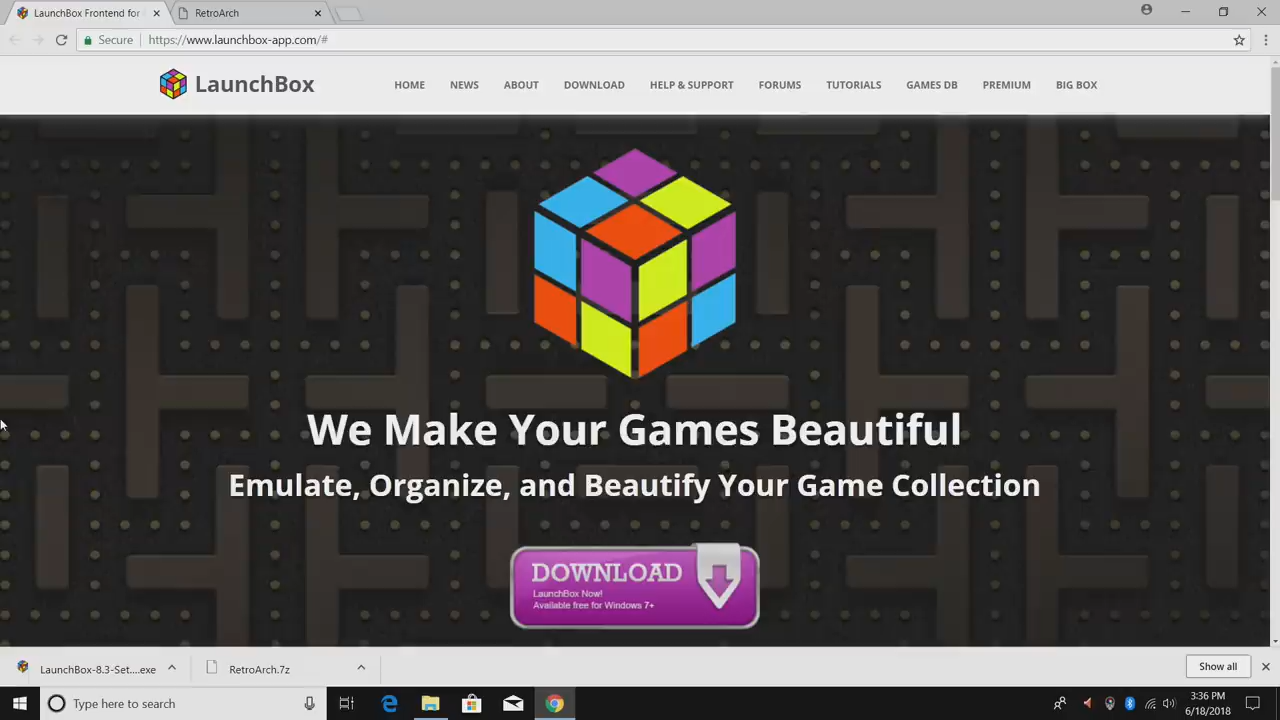 LaunchBox Frontend for
RetroArch
Secure
https://www.launchbox-app.com/#
LaunchBox
HOME
NEWS
ABOUT
DOWNLOAD
HELP & SUPPORT
FORUMS
TUTORIALS
GAMES DB
PREMIUM
BIG BOX
We Make Your Games Beautiful
Emulate, Organize, and Beautify Your Game Collection
DOWNLOAD
LaunchBox Now!
Available free for Windows 7+
LaunchBox-8.3-Set....exe
RetroArch.7z
Show all
Type here to search
3:36 PM
6/18/2018